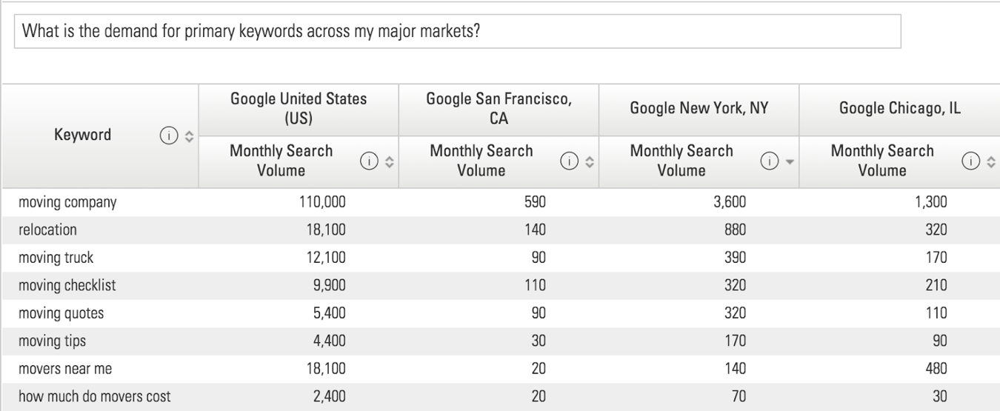 What is the demand for primary keywords across my major markets?
Google United States
(US)
Google San Francisco,
CA
Google New York, NY
Google Chicago, IL
Keyword
Monthly Search
Volume
Monthly Search
Volume
Monthly Search
Volume
Monthly Search
Volume
moving company 110,000 590 3,600 1,300
relocation 18,100 140 880 320
moving truck 12,100 90 390 170
moving checklist 9,900 110 320 210
moving quotes 5,400 90 320 110
moving tips 4,400 30 170 90
movers near me 18,100 20 140 480
how much do movers cost 2,400 20 70 30